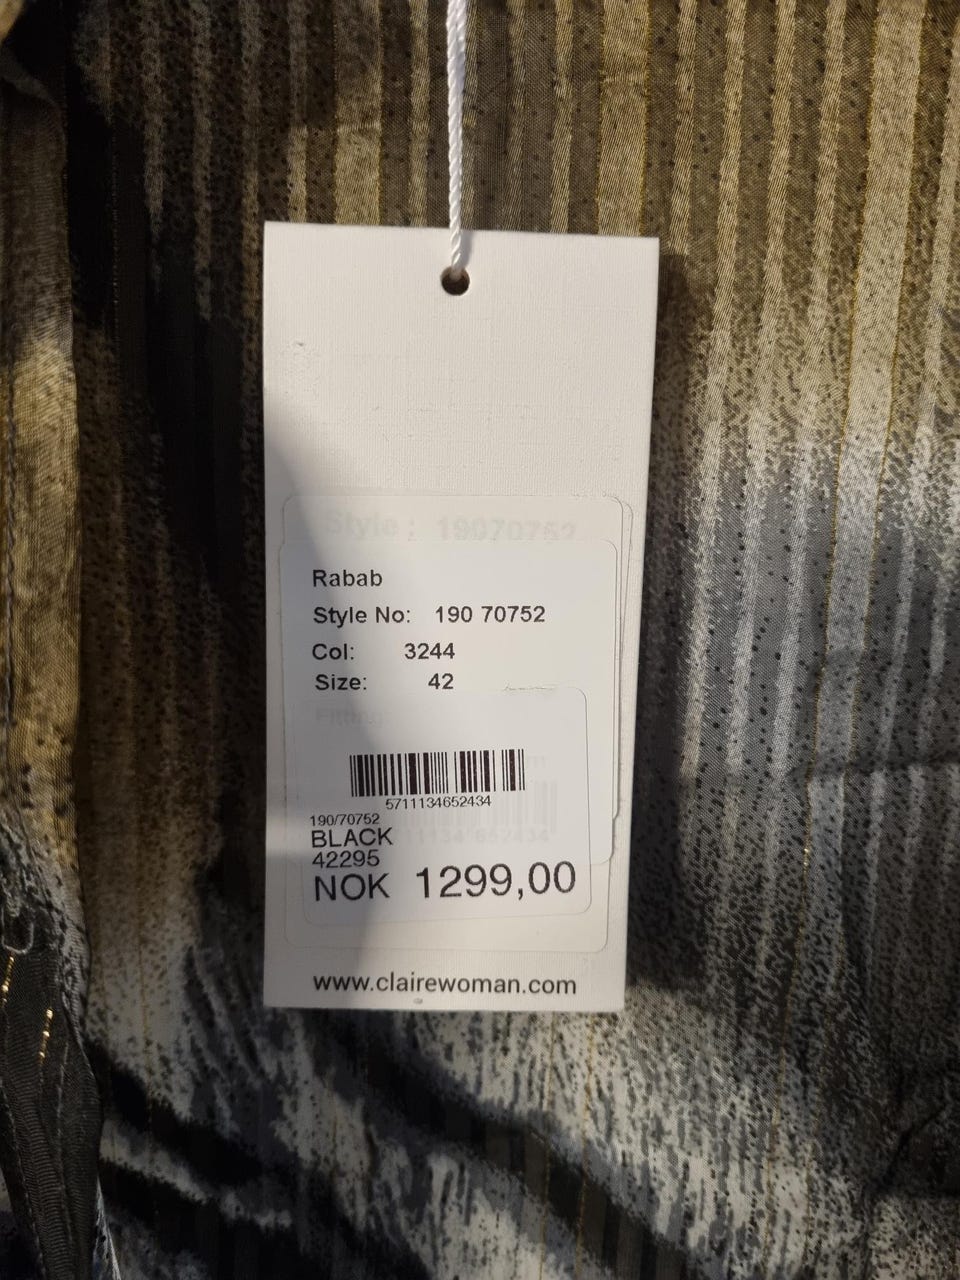 Style : 19070752
Rabab
Style No: 190 70752
Col: 3244
Size: 42
Fitting:
5711134652434
190/70752
BLACK
42295
NOK 1299,00
www.clairewoman.com